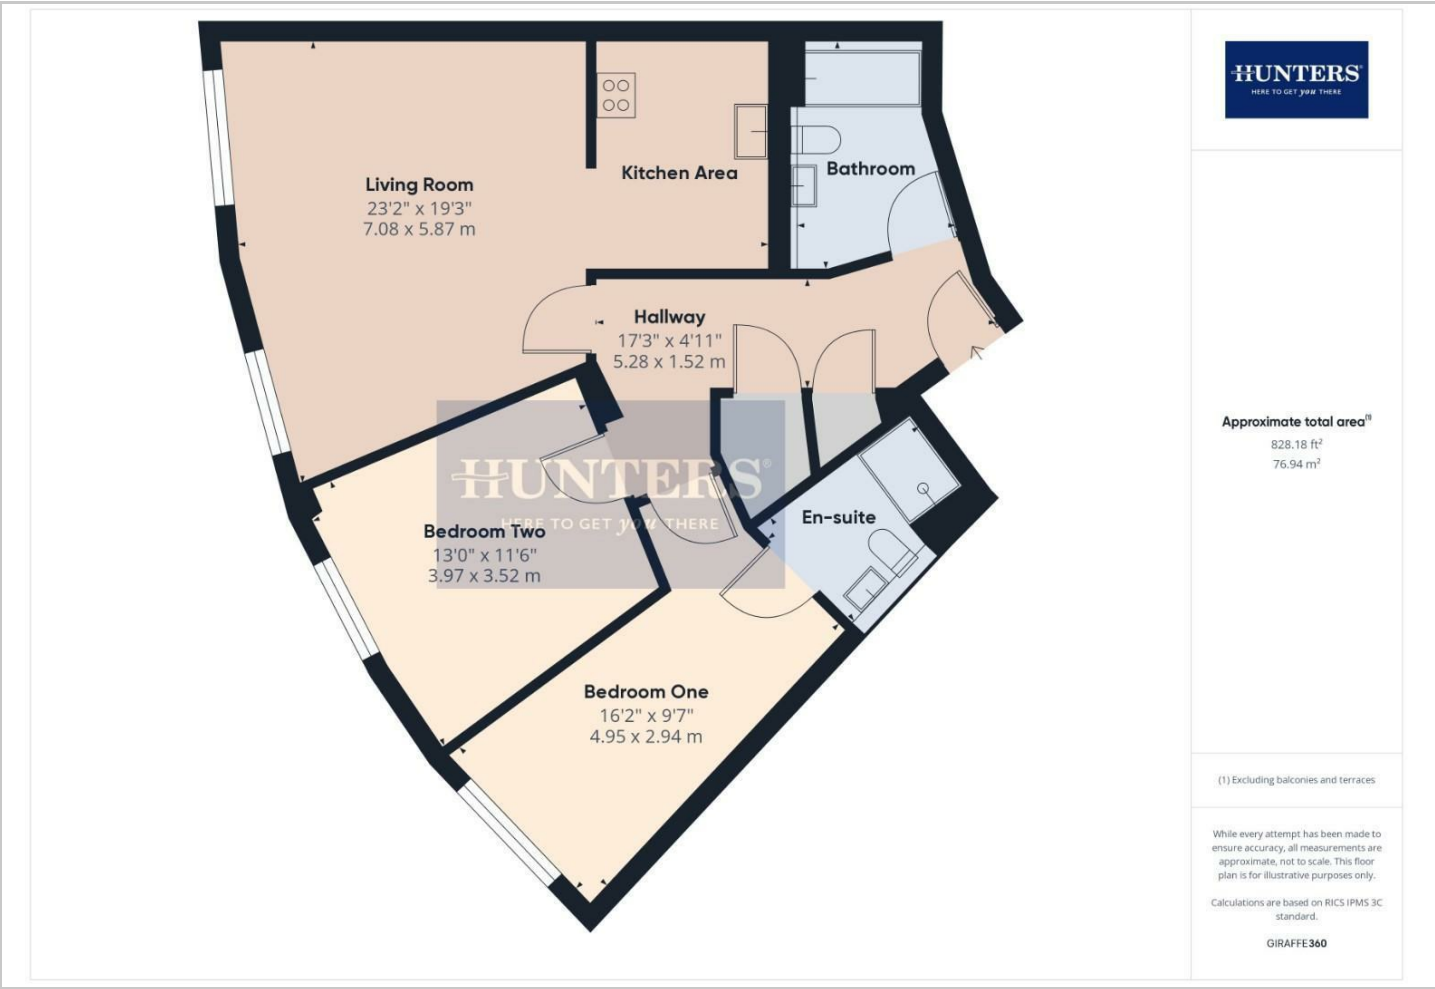 Living Room
23'2" x 19'3"
7.08 x 5.87 m
Kitchen Area
Bathroom
Hallway
17'3" x 4'11"
5.28 x 1.52 m
HUNTERS®
HERE TO GET you THERE
En-suite
Bedroom Two
13'0" x 11'6"
3.97 x 3.52 m
Bedroom One
16'2" x 9'7"
4.95 x 2.94 m
HUNTERS®
HERE TO GET you THERE
Approximate total area(1)
828.18 ft²
76.94 m²
(1) Excluding balconies and terraces
While every attempt has been made to
ensure accuracy, all measurements are
approximate, not to scale. This floor
plan is for illustrative purposes only.
Calculations are based on RICS IPMS 3C
standard.
GIRAFFE360